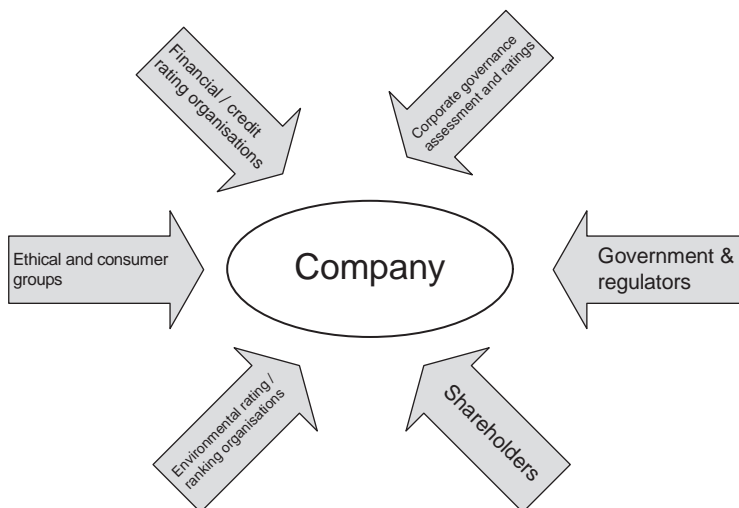 Financial / credit
rating organisations
Corporate governance
assessment and ratings
Ethical and consumer
groups
Company
Government &
regulators
Environmental rating /
ranking organisations
Shareholders